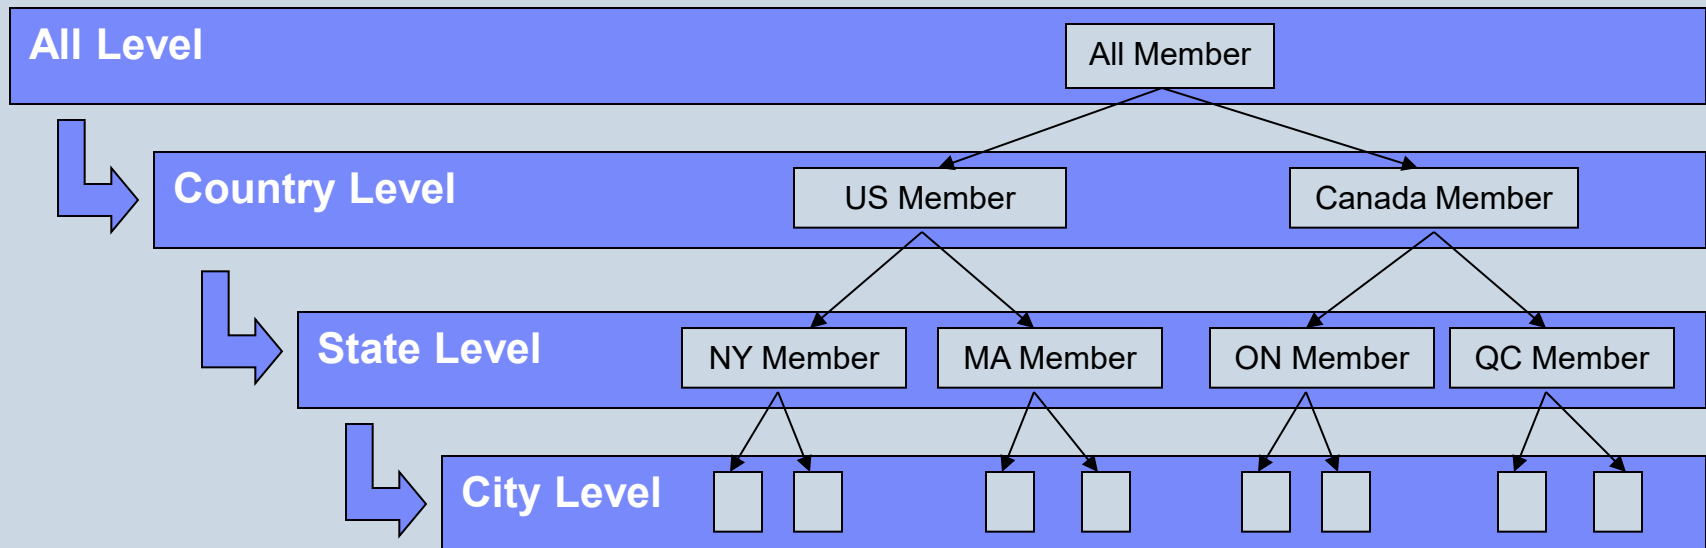 All Level
All Member
Country Level
US Member
Canada Member
State Level
NY Member
MA Member
ON Member
QC Member
City Level